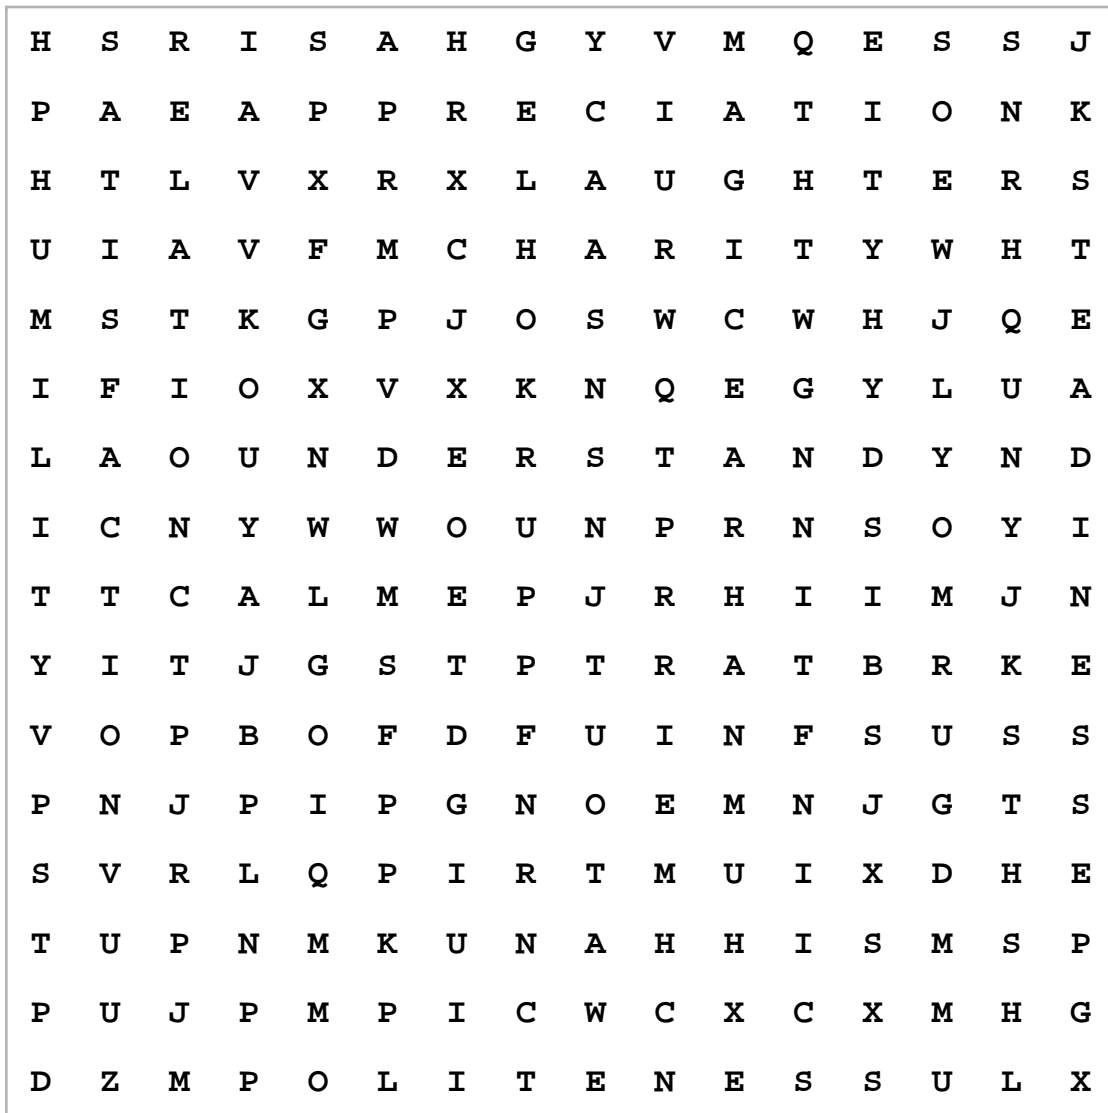 H S R I S A H G Y V M Q E S S J
P A E A P P R E C I A T I O N K
H T L V X R X L A U G H T E R S
U I A V F M C H A R I T Y W H T
M S T K G P J O S W C W H J Q E
I F I O X V X K N Q E G Y L U A
L A O U N D E R S T A N D Y N D
I C N Y W W O U N P R N S O Y I
T T C A L M E P J R H I I M J N
Y I T J G S T P T R A T B R K E
V O P B O F D F U I N F S U S S
P N J P I P G N O E M N J G T S
S V R L Q P I R T M U I X D H E
T U P N M K U N A H H I S M S P
P U J P M P I C W C X C X M H G
D Z M P O L I T E N E S S U L X